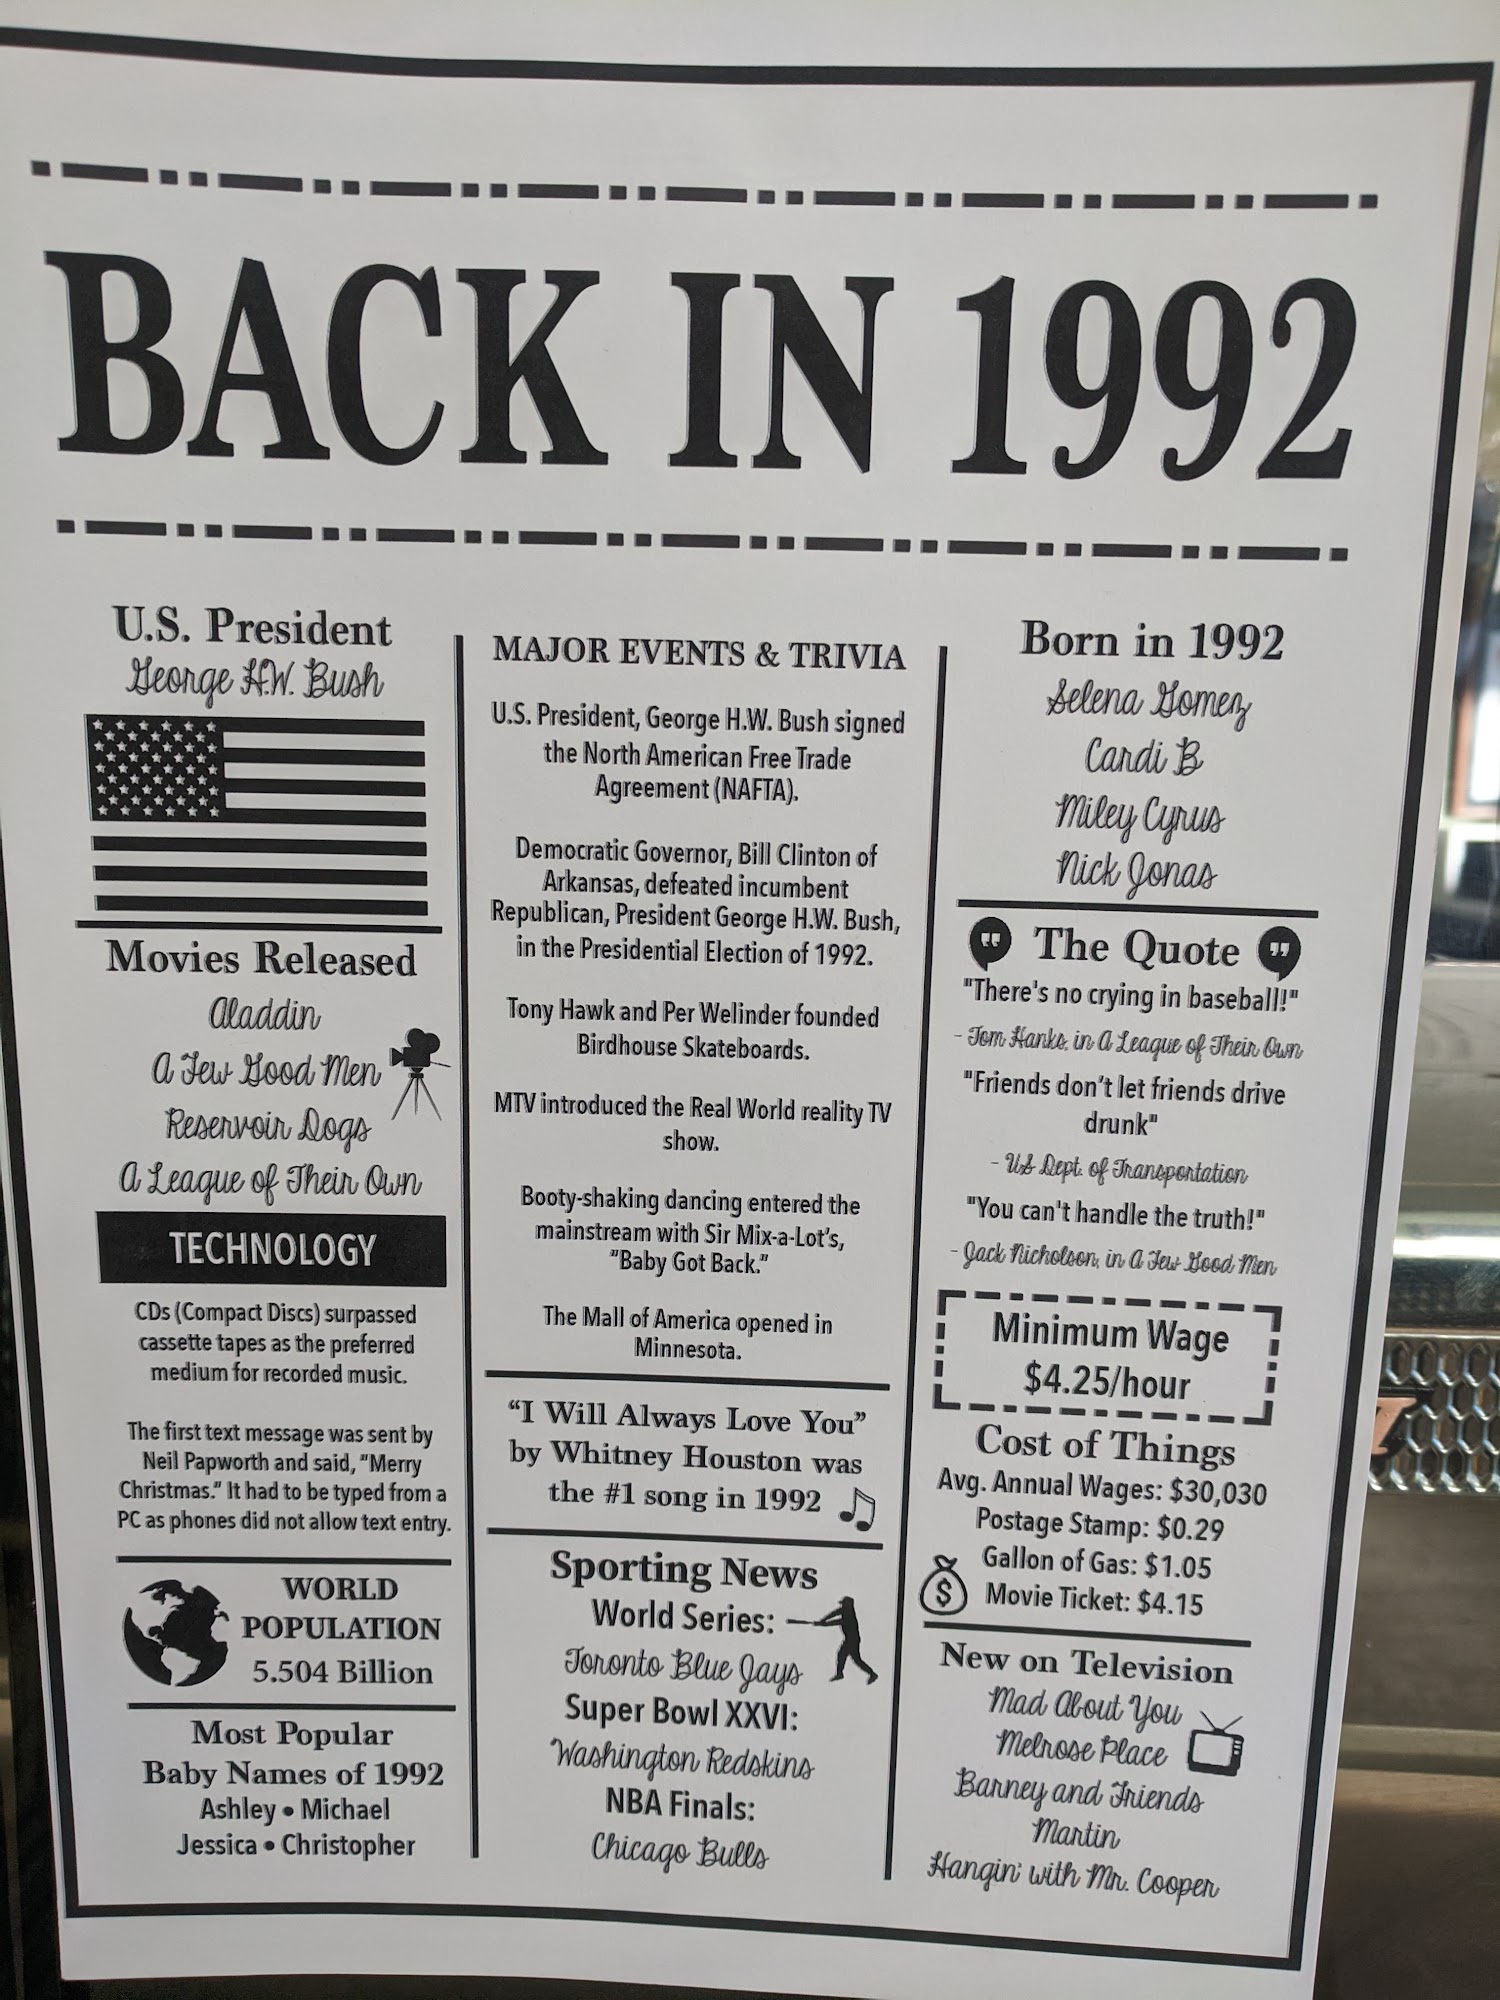 BACK IN 1992
U.S. President
George H.W. Bush
Movies Released
Aladdin
A Few Good Men
Reservoir Dogs
A League of Their Own
TECHNOLOGY
CDs (Compact Discs) surpassed
cassette tapes as the preferred
medium for recorded music.
The first text message was sent by
Neil Papworth and said, "Merry
Christmas." It had to be typed from a
PC as phones did not allow text entry.
WORLD
POPULATION
5.504 Billion
Most Popular
Baby Names of 1992
Ashley • Michael
Jessica • Christopher
MAJOR EVENTS & TRIVIA
U.S. President, George H.W. Bush signed
the North American Free Trade
Agreement (NAFTA).
Democratic Governor, Bill Clinton of
Arkansas, defeated incumbent
Republican, President George H.W. Bush,
in the Presidential Election of 1992.
Tony Hawk and Per Welinder founded
Birdhouse Skateboards.
MTV introduced the Real World reality TV
show.
Booty-shaking dancing entered the
mainstream with Sir Mix-a-Lot's,
"Baby Got Back."
The Mall of America opened in
Minnesota.
"I Will Always Love You"
by Whitney Houston was
the #1 song in 1992
Sporting News
World Series:
Toronto Blue Jays
Super Bowl XXVI:
Washington Redskins
NBA Finals:
Chicago Bulls
Born in 1992
Selena Gomez
Cardi B
Miley Cyrus
Nick Jonas
The Quote
"There's no crying in baseball!"
- Tom Hanks, in A League of Their Own
"Friends don't let friends drive
drunk"
- US Dept. of Transportation
"You can't handle the truth!"
- Jack Nicholson, in A Few Good Men
Minimum Wage
$4.25/hour
Cost of Things
Avg. Annual Wages: $30,030
Postage Stamp: $0.29
Gallon of Gas: $1.05
$ Movie Ticket: $4.15
New on Television
Mad About You
Melrose Place
Barney and Friends
Martin
Hangin' with Mr. Cooper